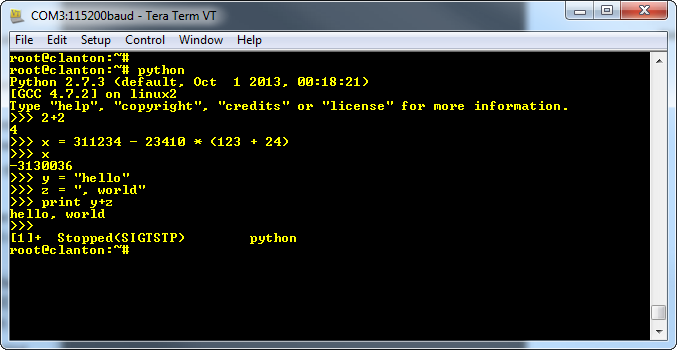 COM3:115200baud - Tera Term VT
File Edit Setup Control Window Help
root@clanton:~#
root@clanton:~# python
Python 2.7.3 (default, Oct  1 2013, 00:18:21)
[GCC 4.7.2] on linux2
Type "help", "copyright", "credits" or "license" for more information.
>>> 2+2
4
>>> x = 311234 - 23410 * (123 + 24)
>>> x
-3130036
>>> y = "hello"
>>> z = ", world"
>>> print y+z
hello, world
>>>
[1]+  Stopped(SIGTSTP)        python
root@clanton:~#